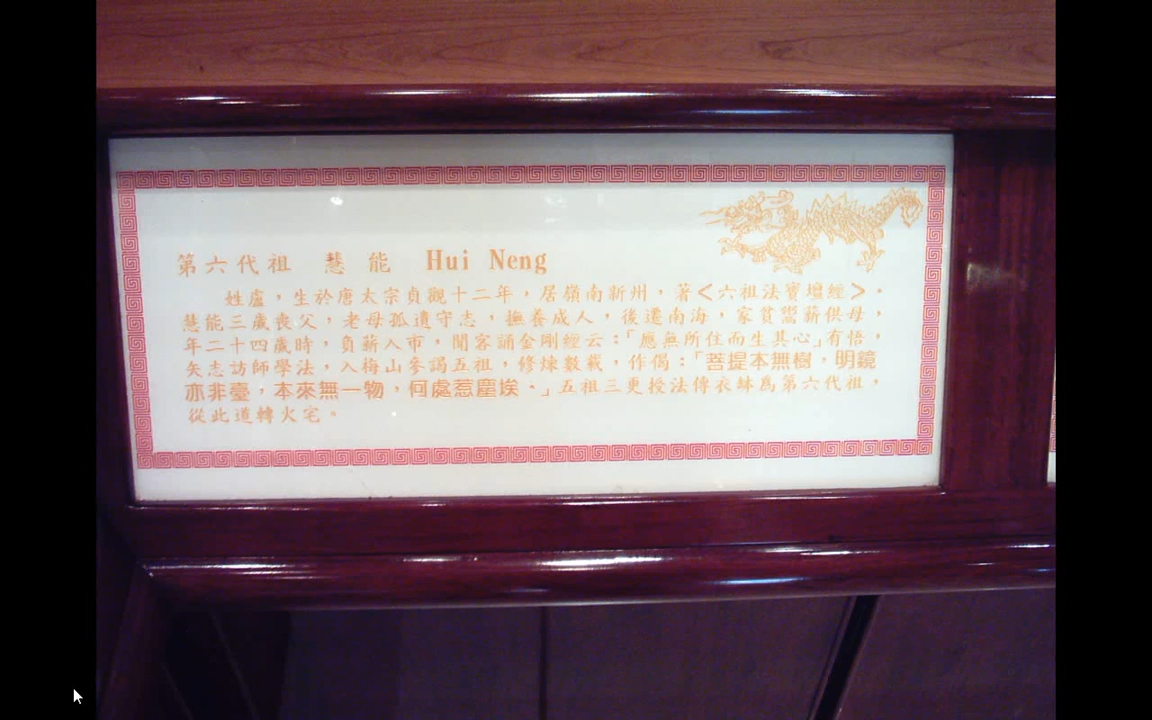 第六代祖 慧能 Hui Neng
姓盧，生於唐太宗貞觀十二年，居嶺南新州，著<六祖法寶壇經>。
慧能三歲喪父，老母孤遺守志，撫養成人，後遷南海，家貧鬻薪供母，
年二十四歲時，負薪入市，聞客誦金剛經云：「應無所住而生其心」有悟，
矢志訪師學法，入梅山參謁五祖，修煉數載，作偈：「菩提本無樹，明鏡
亦非臺，本來無一物，何處惹塵埃。」五祖三更授法傳衣缽為第六代祖，
從此道轉火宅。